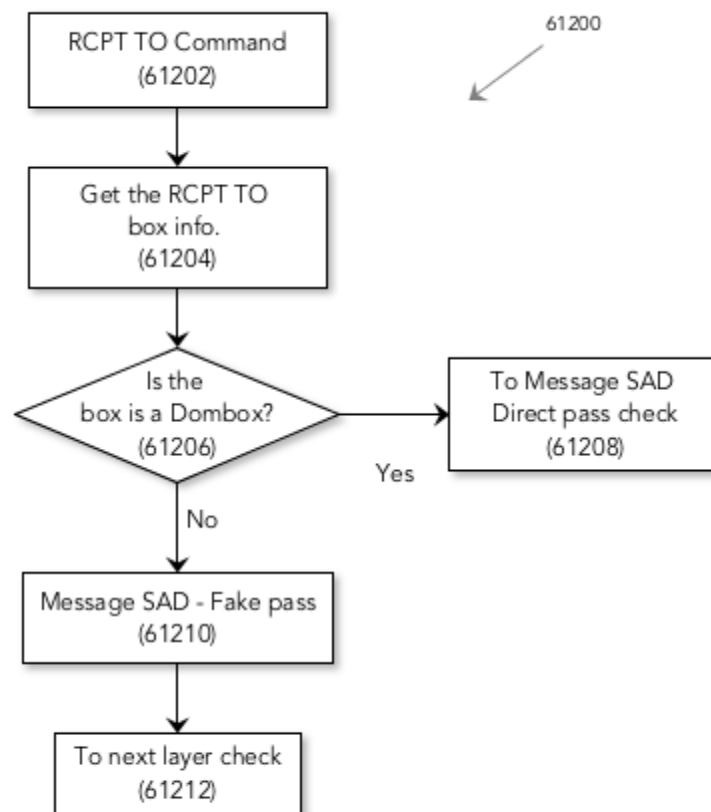 61200
RCPT TO Command
(61202)
Get the RCPT TO
box info.
(61204)
Is the
box is a Dombox?
(61206)
Yes
To Message SAD
Direct pass check
(61208)
No
Message SAD - Fake pass
(61210)
To next layer check
(61212)